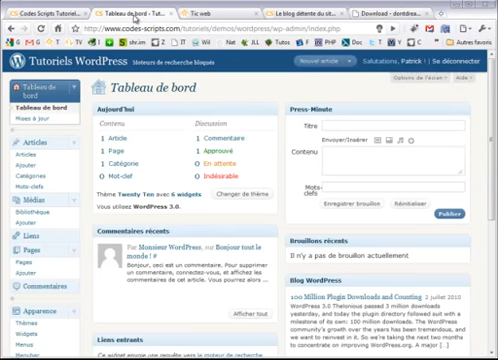 Codes Scripts Tutoriel...
Tableau de bord - Tut...
Tic web
Le blog détente du sit...
Download - dontdrea...
http://www.codes-scripts.com/tutoriels/demos/wordpress/wp-admin/index.php
Autres favoris
Tutoriels WordPress
Moteurs de recherche bloqués
Nouvel article
Salutations, Patrick ! | Se déconnecter
Options de l'écran
Aide
Tableau de bord
Tableau de
bord
Tableau de bord
Mises à jour
Articles
Articles
Ajouter
Catégories
Mots-clefs
Médias
Bibliothèque
Ajouter
Liens
Pages
Pages
Ajouter
Commentaires
Apparence
Thèmes
Widgets
Menus
Aujourd'hui
Contenu
Discussion
1 Article
1 Commentaire
1 Page
1 Approuvé
1 Catégorie
0 En attente
0 Mot-clef
0 Indésirable
Thème Twenty Ten avec 6 widgets
Changer de thème
Vous utilisez WordPress 3.0.
Commentaires récents
Par Monsieur WordPress, sur Bonjour tout le
monde ! #
Bonjour, ceci est un commentaire. Pour supprimer
un commentaire, connectez-vous, et affichez les
commentaires de cet article. Vous pourrez alors ...
Afficher tout
Liens entrants
Press-Minute
Titre
Envoyer/Insérer
Contenu
Mots-
clefs
Enregistrer brouillon
Réinitialiser
Publier
Brouillons récents
Il n'y a pas de brouillon actuellement
Blog WordPress
100 Million Plugin Downloads and Counting 2 juillet 2010
WordPress 3.0 Thelonious passed 3 million downloads
yesterday, and today the plugin directory followed suit with a
milestone of its own: 100 million total downloads. The
WordPress community's growth over the years has been tremendous, and
we want to reinvest in it. So we're taking the next two months
to concentrate on improving WordPress.org. A major [...]